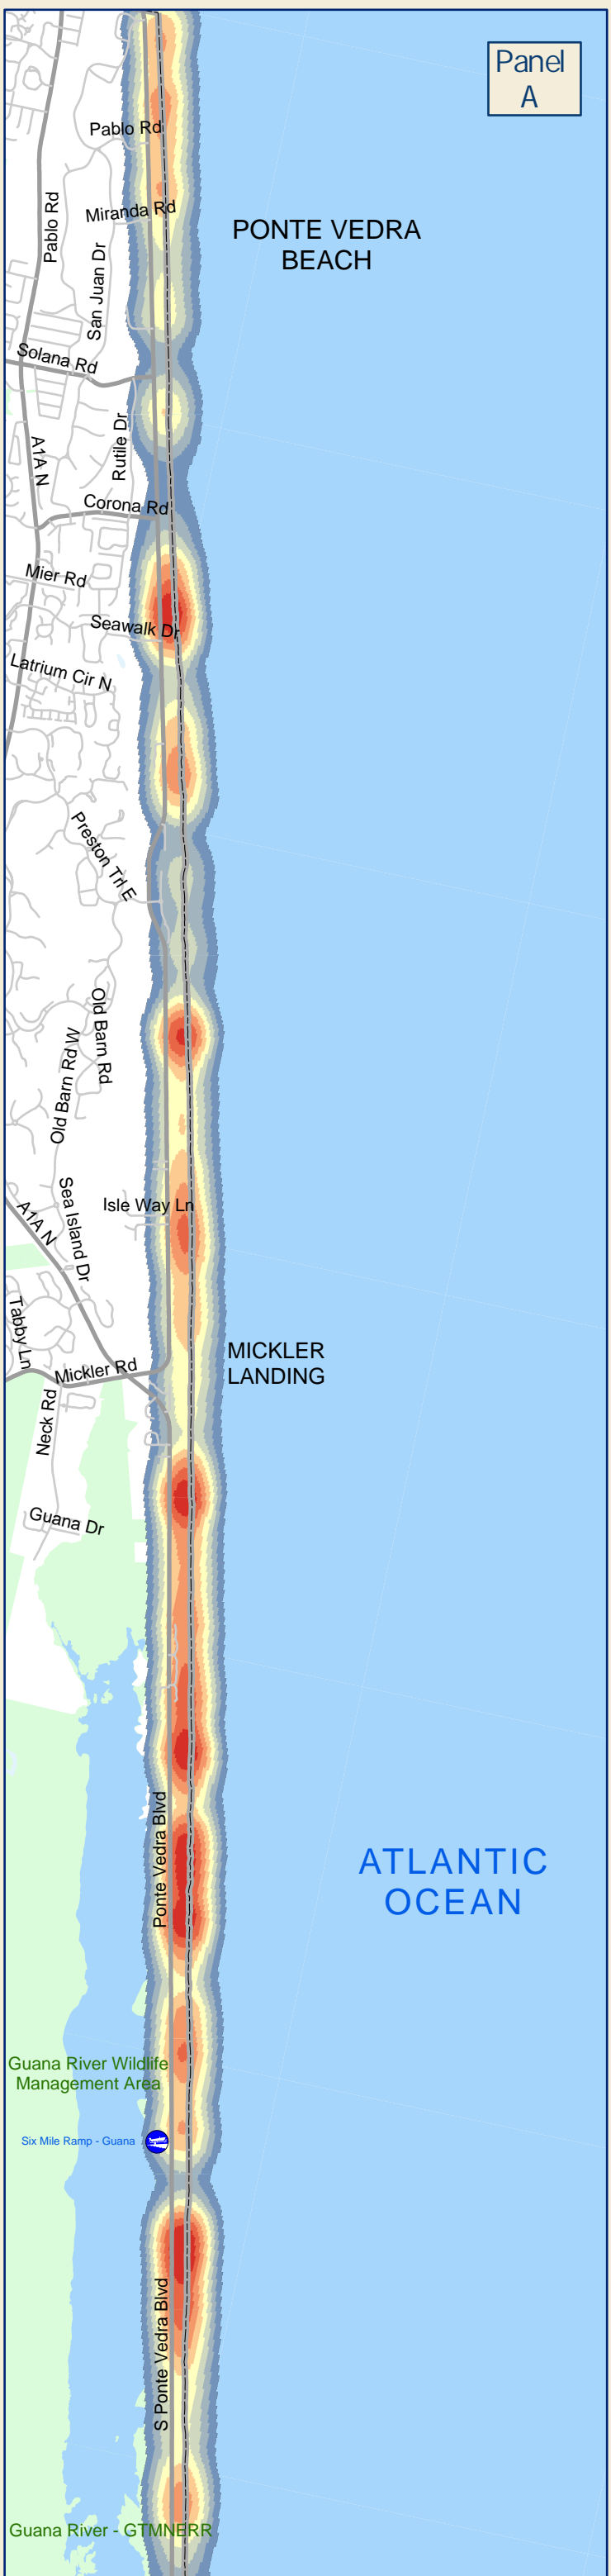 Panel
A
Pablo Rd
PONTE VEDRA
BEACH
Miranda Rd
Pablo Rd
San Juan Dr
Solana Rd
A1A N
Rutile Dr
Corona Rd
Mier Rd
Seawalk Dr
Latrium Cir N
Preston Trl E
Old Barn Rd
Old Barn Rd W
Isle Way Ln
A1A N
Sea Island Dr
Tabby Ln
MICKLER
LANDING
Mickler Rd
Neck Rd
Guana Dr
Ponte Vedra Blvd
ATLANTIC
OCEAN
Guana River Wildlife
Management Area
Six Mile Ramp - Guana
S Ponte Vedra Blvd
Guana River - GTMNERR